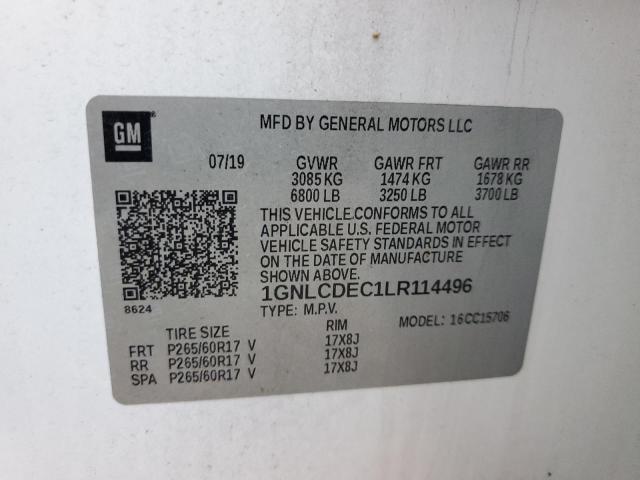 GM ®
MFD BY GENERAL MOTORS LLC
07/19 GVWR GAWR FRT GAWR RR
3085 KG 1474 KG 1678 KG
6800 LB 3250 LB 3700 LB
THIS VEHICLE CONFORMS TO ALL
APPLICABLE U.S. FEDERAL MOTOR
VEHICLE SAFETY STANDARDS IN EFFECT
ON THE DATE OF MANUFACTURE SHOWN
ABOVE.
1GNLCDEC1LR114496
8624
TYPE: M.P.V. MODEL: 16CC15706
TIRE SIZE RIM
FRT P265/60R17 V 17X8J
RR P265/60R17 V 17X8J
SPA P265/60R17 V 17X8J